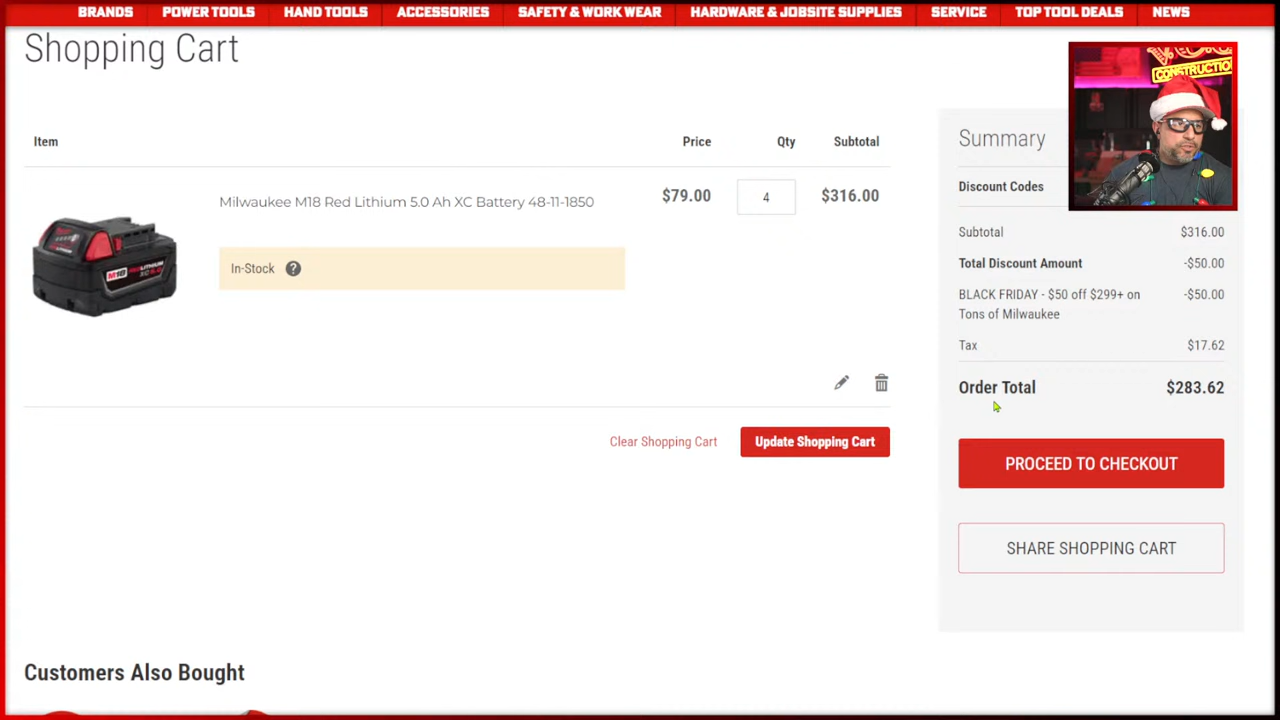 BRANDS POWER TOOLS HAND TOOLS ACCESSORIES SAFETY & WORK WEAR HARDWARE & JOBSITE SUPPLIES SERVICE TOP TOOL DEALS NEWS
Shopping Cart
CONSTRUCTIO
Item Price Qty Subtotal
Milwaukee M18 Red Lithium 5.0 Ah XC Battery 48-11-1850 $79.00 4 $316.00
M18
In-Stock ?
Clear Shopping Cart Update Shopping Cart
Summary
Discount Codes
Subtotal $316.00
Total Discount Amount -$50.00
BLACK FRIDAY - $50 off $299+ on -$50.00
Tons of Milwaukee
Tax $17.62
Order Total $283.62
PROCEED TO CHECKOUT
SHARE SHOPPING CART
Customers Also Bought